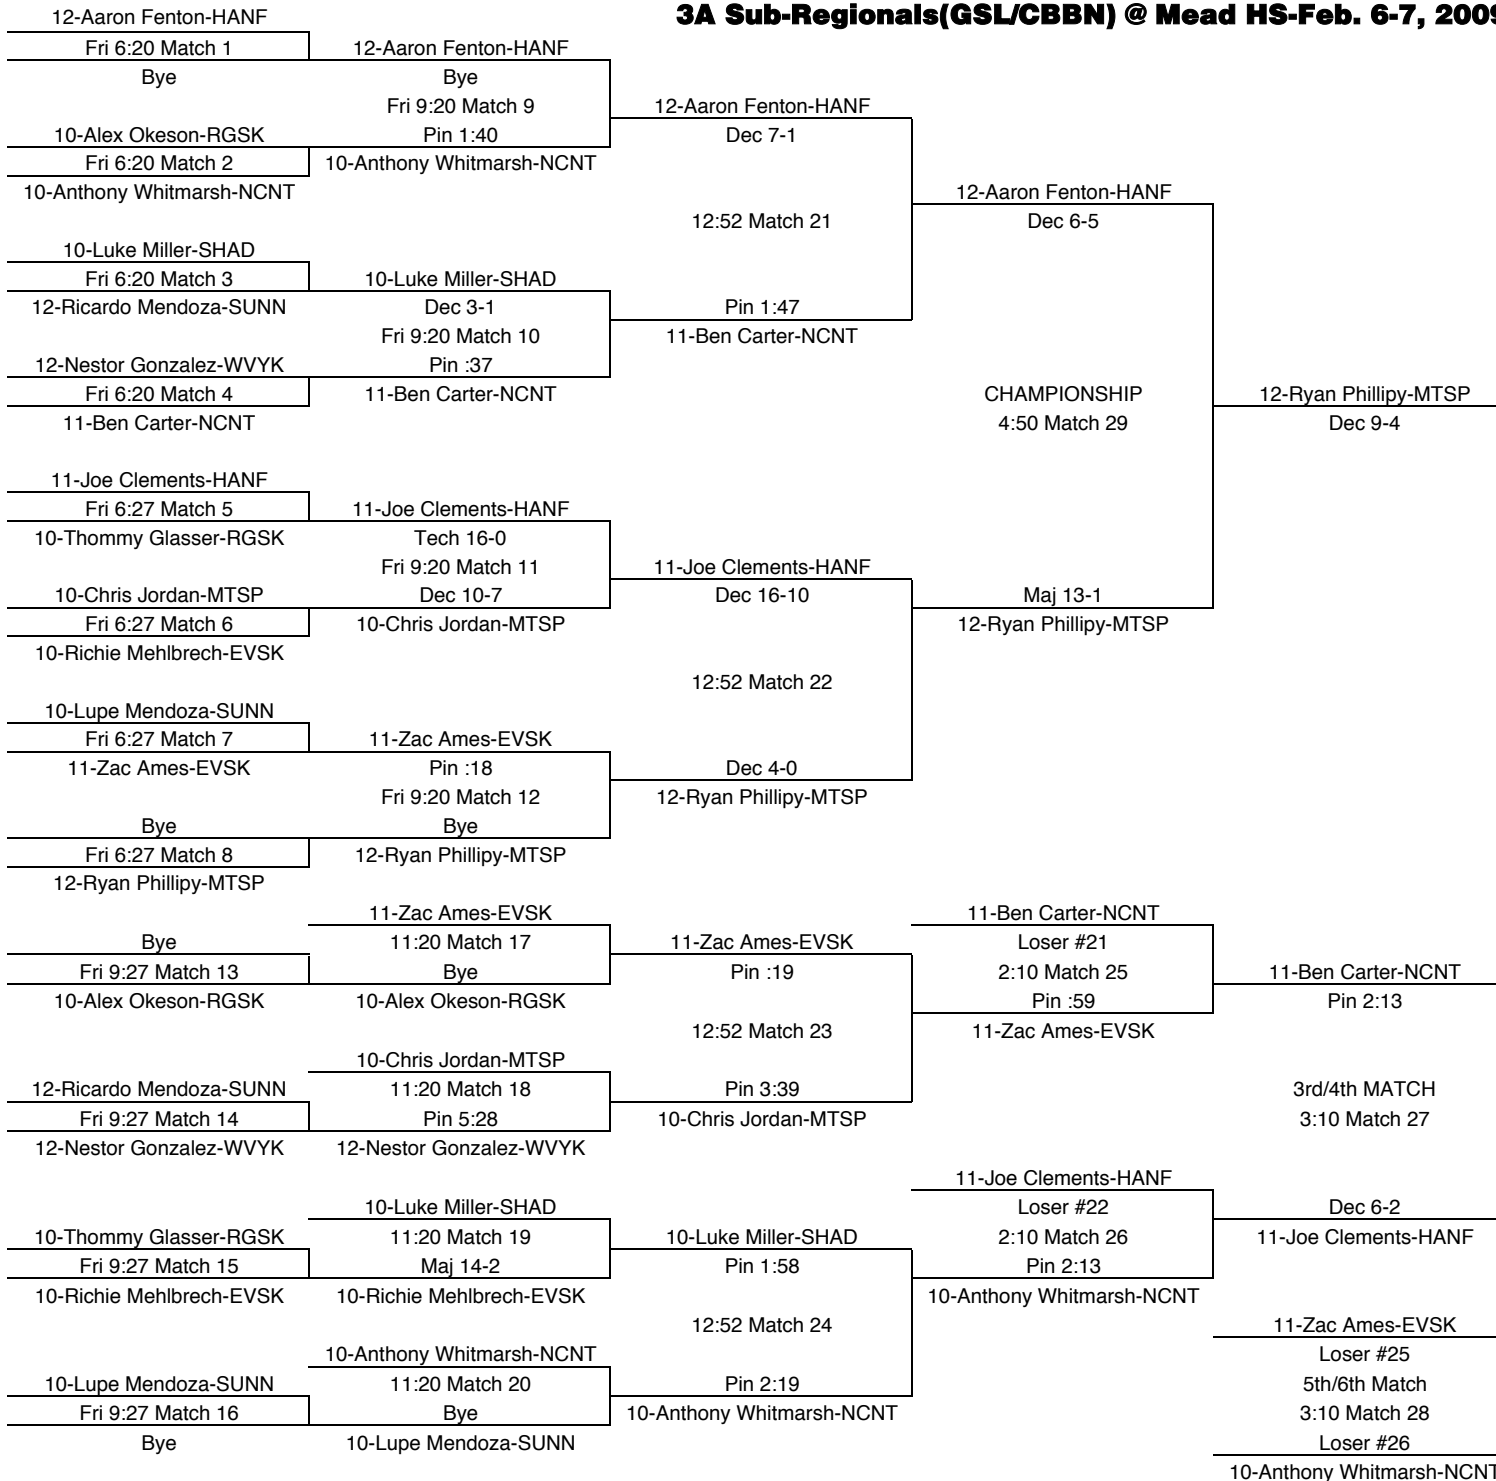 3A Sub-Regionals(GSL/CBBN) @ Mead HS-Feb. 6-7, 2009
12-Aaron Fenton-HANF
Fri 6:20 Match 1
Bye
10-Alex Okeson-RGSK
Fri 6:20 Match 2
10-Anthony Whitmarsh-NCNT
10-Luke Miller-SHAD
Fri 6:20 Match 3
12-Ricardo Mendoza-SUNN
12-Nestor Gonzalez-WVYK
Fri 6:20 Match 4
11-Ben Carter-NCNT
11-Joe Clements-HANF
Fri 6:27 Match 5
10-Thommy Glasser-RGSK
10-Chris Jordan-MTSP
Fri 6:27 Match 6
10-Richie Mehlbrech-EVSK
10-Lupe Mendoza-SUNN
Fri 6:27 Match 7
11-Zac Ames-EVSK
Bye
Fri 6:27 Match 8
12-Ryan Phillipy-MTSP
12-Aaron Fenton-HANF
Bye
Fri 9:20 Match 9
Pin 1:40
10-Anthony Whitmarsh-NCNT
10-Luke Miller-SHAD
Dec 3-1
Fri 9:20 Match 10
Pin :37
11-Ben Carter-NCNT
11-Joe Clements-HANF
Tech 16-0
Fri 9:20 Match 11
Dec 10-7
10-Chris Jordan-MTSP
11-Zac Ames-EVSK
Pin :18
Fri 9:20 Match 12
Bye
12-Ryan Phillipy-MTSP
12-Aaron Fenton-HANF
Dec 7-1
12:52 Match 21
Pin 1:47
11-Ben Carter-NCNT
11-Joe Clements-HANF
Dec 16-10
12:52 Match 22
Dec 4-0
12-Ryan Phillipy-MTSP
12-Aaron Fenton-HANF
Dec 6-5
CHAMPIONSHIP
4:50 Match 29
Maj 13-1
12-Ryan Phillipy-MTSP
12-Ryan Phillipy-MTSP
Dec 9-4
Bye
Fri 9:27 Match 13
10-Alex Okeson-RGSK
12-Ricardo Mendoza-SUNN
Fri 9:27 Match 14
12-Nestor Gonzalez-WVYK
10-Thommy Glasser-RGSK
Fri 9:27 Match 15
10-Richie Mehlbrech-EVSK
10-Lupe Mendoza-SUNN
Fri 9:27 Match 16
Bye
11-Zac Ames-EVSK
11:20 Match 17
Bye
10-Alex Okeson-RGSK
10-Chris Jordan-MTSP
11:20 Match 18
Pin 5:28
12-Nestor Gonzalez-WVYK
10-Luke Miller-SHAD
11:20 Match 19
Maj 14-2
10-Richie Mehlbrech-EVSK
10-Anthony Whitmarsh-NCNT
11:20 Match 20
Bye
10-Lupe Mendoza-SUNN
11-Zac Ames-EVSK
Pin :19
12:52 Match 23
Pin 3:39
10-Chris Jordan-MTSP
10-Luke Miller-SHAD
Pin 1:58
12:52 Match 24
Pin 2:19
10-Anthony Whitmarsh-NCNT
11-Ben Carter-NCNT
Loser #21
2:10 Match 25
Pin :59
11-Zac Ames-EVSK
11-Joe Clements-HANF
Loser #22
2:10 Match 26
Pin 2:13
10-Anthony Whitmarsh-NCNT
11-Ben Carter-NCNT
Pin 2:13
3rd/4th MATCH
3:10 Match 27
Dec 6-2
11-Joe Clements-HANF
11-Zac Ames-EVSK
Loser #25
5th/6th Match
3:10 Match 28
Loser #26
10-Anthony Whitmarsh-NCNT